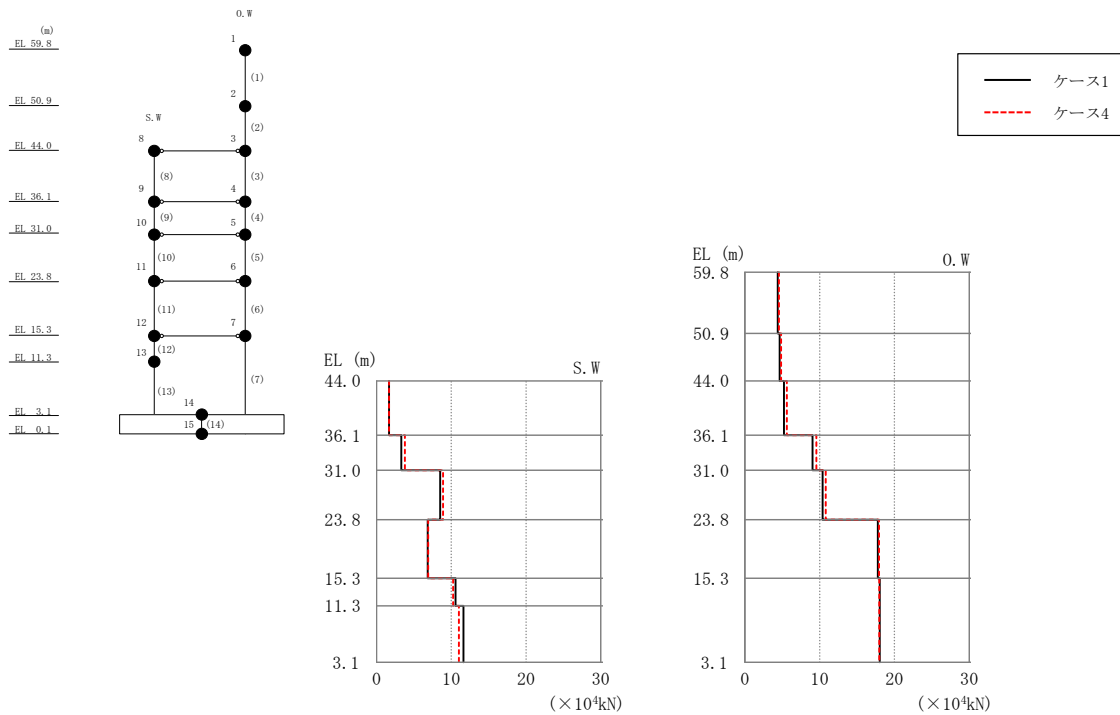 (m)
EL 59.8
EL 50.9
EL 44.0
EL 36.1
EL 31.0
EL 23.8
EL 15.3
EL 11.3
EL 3.1
EL 0.1
O.W
1
(1)
2
(2)
S.W
8
3
(8)
(3)
9
4
(9)
(4)
10
5
(10)
(5)
11
6
(11)
(6)
12
7
(12)
13
(13)
(7)
14
15
(14)
ケース1
ケース4
EL (m)
S.W
44.0
36.1
31.0
23.8
15.3
11.3
3.1
0
10
20
30
(×10⁴kN)
EL (m)
O.W
59.8
50.9
44.0
36.1
31.0
23.8
15.3
3.1
0
10
20
30
(×10⁴kN)